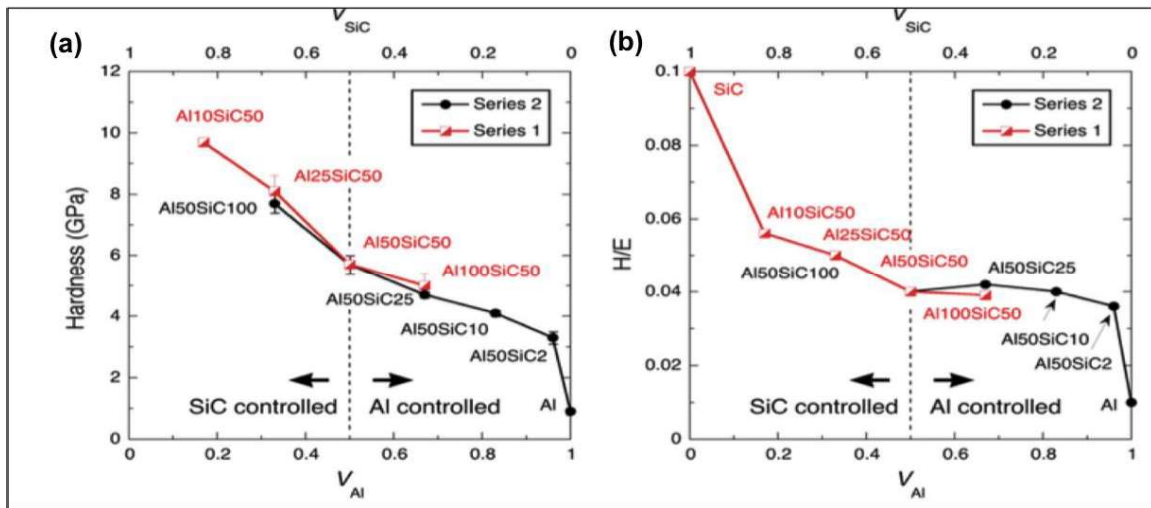 (a)
V_SiC
1 0.8 0.6 0.4 0.2 0
12
10
8
6
4
2
0
Hardness (GPa)
Series 2
Series 1
Al10SiC50
Al25SiC50
Al50SiC100
Al50SiC50
Al100SiC50
Al50SiC25
Al50SiC10
Al50SiC2
Al
SiC controlled
Al controlled
0 0.2 0.4 0.6 0.8 1
V_Al
(b)
V_SiC
1 0.8 0.6 0.4 0.2 0
0.1
0.08
0.06
0.04
0.02
0
H/E
Series 2
Series 1
SiC
Al10SiC50
Al25SiC50
Al50SiC100
Al50SiC50
Al50SiC25
Al100SiC50
Al50SiC10
Al50SiC2
Al
SiC controlled
Al controlled
0 0.2 0.4 0.6 0.8 1
V_Al